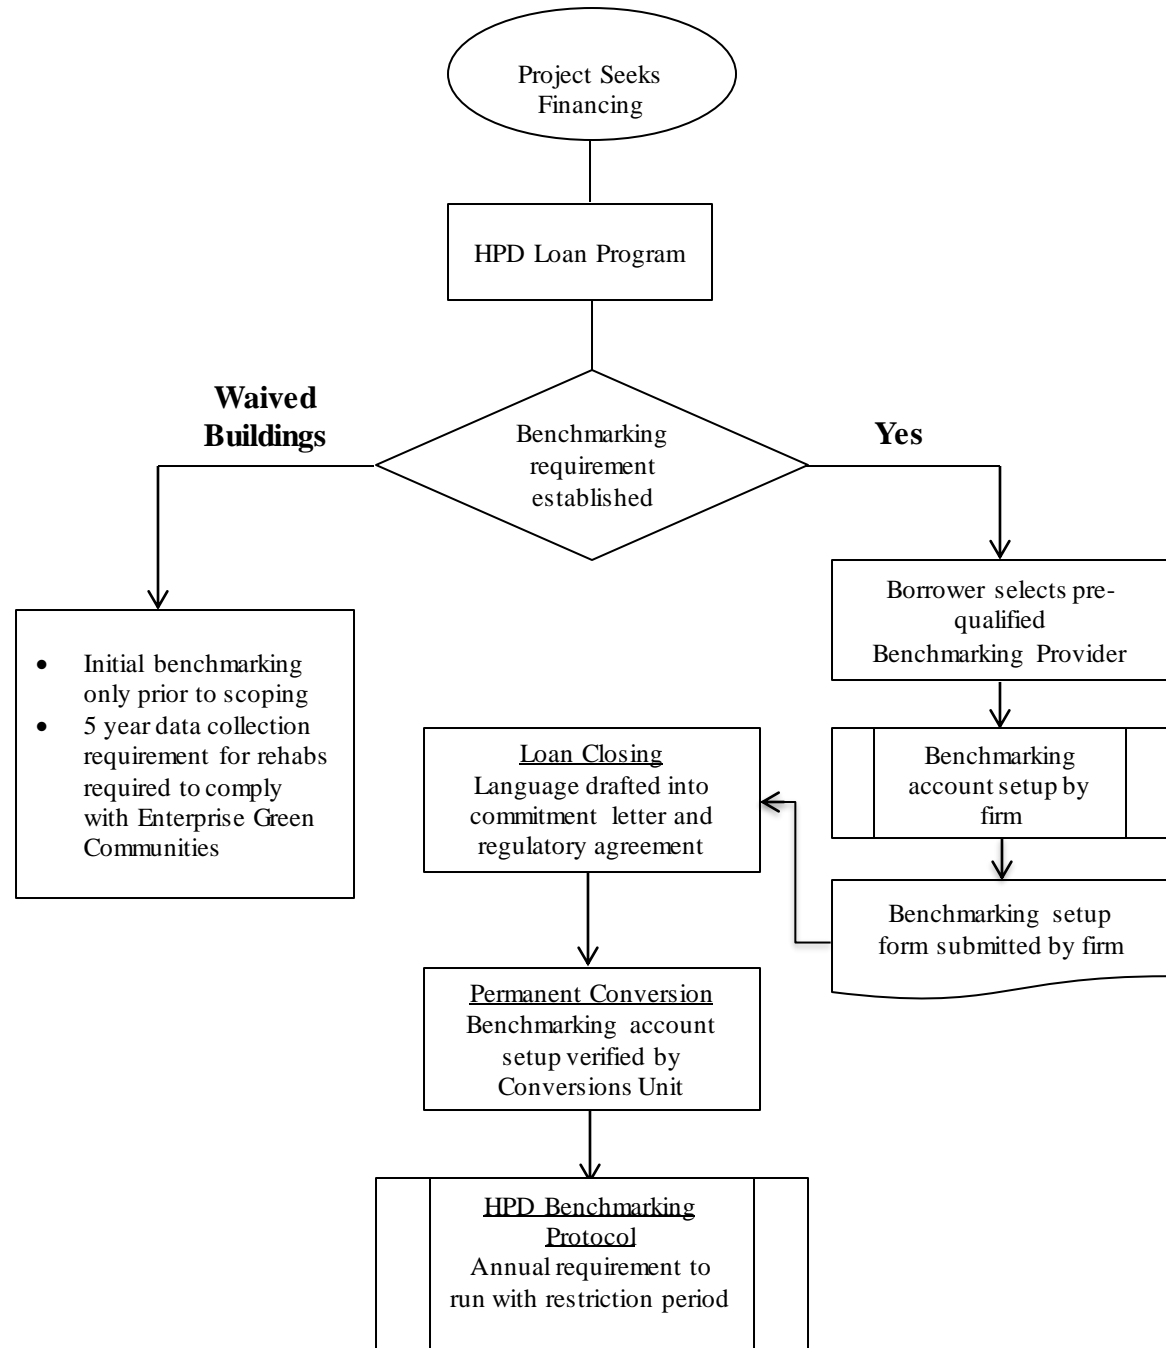 Project Seeks
Financing
HPD Loan Program
Waived
Buildings
Benchmarking
requirement
established
Yes
Borrower selects pre-
qualified
Benchmarking Provider
• Initial benchmarking
only prior to scoping
• 5 year data collection
requirement for rehabs
required to comply
with Enterprise Green
Communities
Benchmarking
account setup by
firm
Benchmarking setup
form submitted by firm
Loan Closing
Language drafted into
commitment letter and
regulatory agreement
Permanent Conversion
Benchmarking account
setup verified by
Conversions Unit
HPD Benchmarking
Protocol
Annual requirement to
run with restriction period